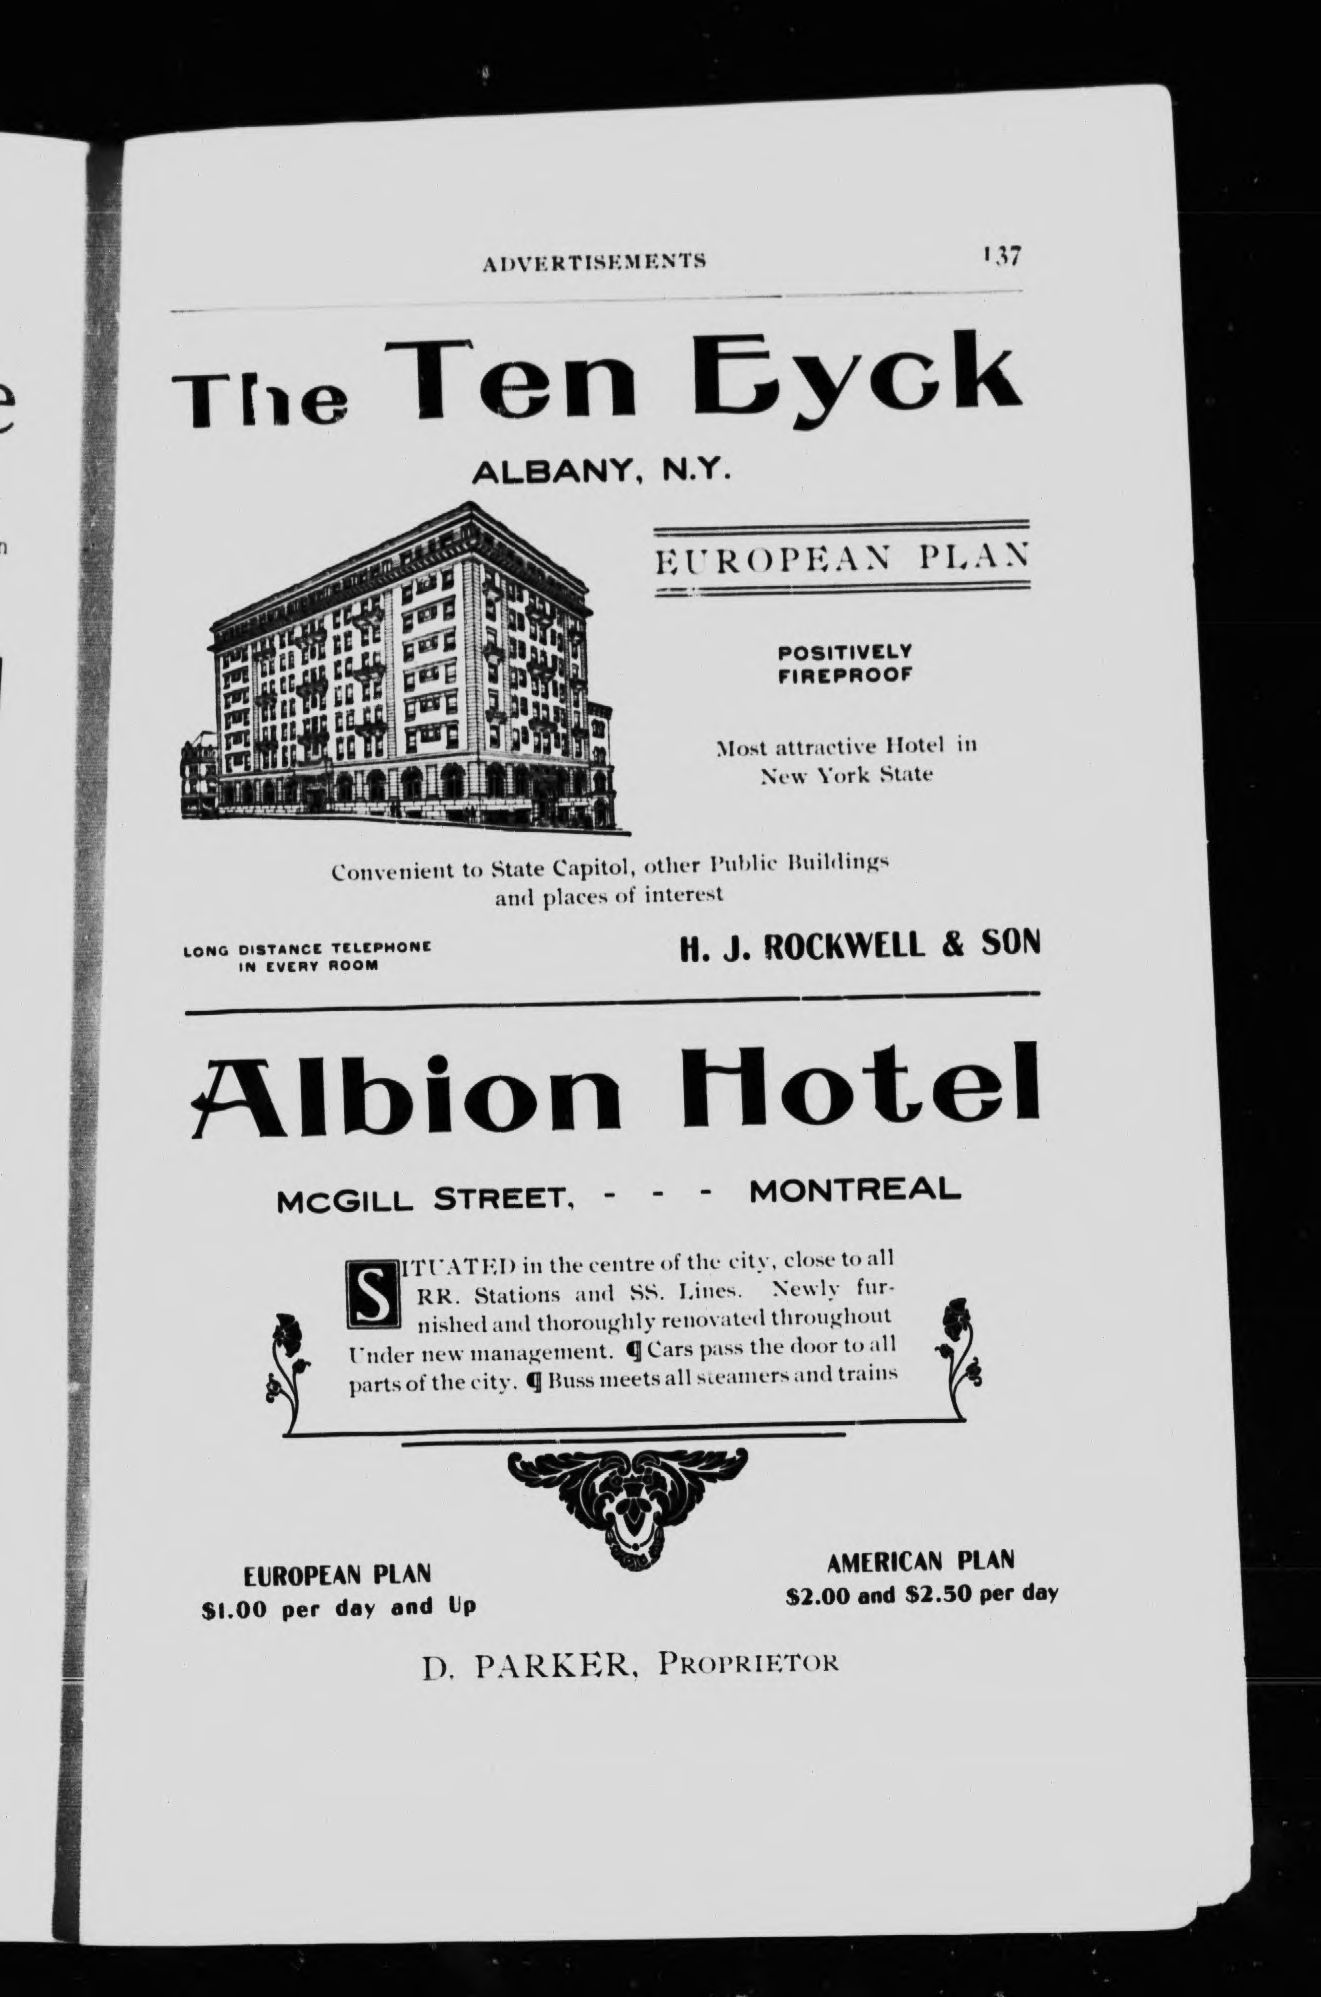 ADVERTISEMENTS 137
The Ten Eyck
ALBANY, N.Y.
EUROPEAN PLAN
POSITIVELY
FIREPROOF
Most attractive Hotel in
New York State
Convenient to State Capitol, other Public Buildings
and places of interest
LONG DISTANCE TELEPHONE
IN EVERY ROOM
H. J. ROCKWELL & SON
Albion Hotel
MCGILL STREET, - - - MONTREAL
SITUATED in the centre of the city, close to all
RR. Stations and SS. Lines. Newly fur-
nished and thoroughly renovated throughout
Under new management. ¶ Cars pass the door to all
parts of the city. ¶ Buss meets all steamers and trains
EUROPEAN PLAN
$1.00 per day and Up
AMERICAN PLAN
$2.00 and $2.50 per day
D. PARKER, PROPRIETOR